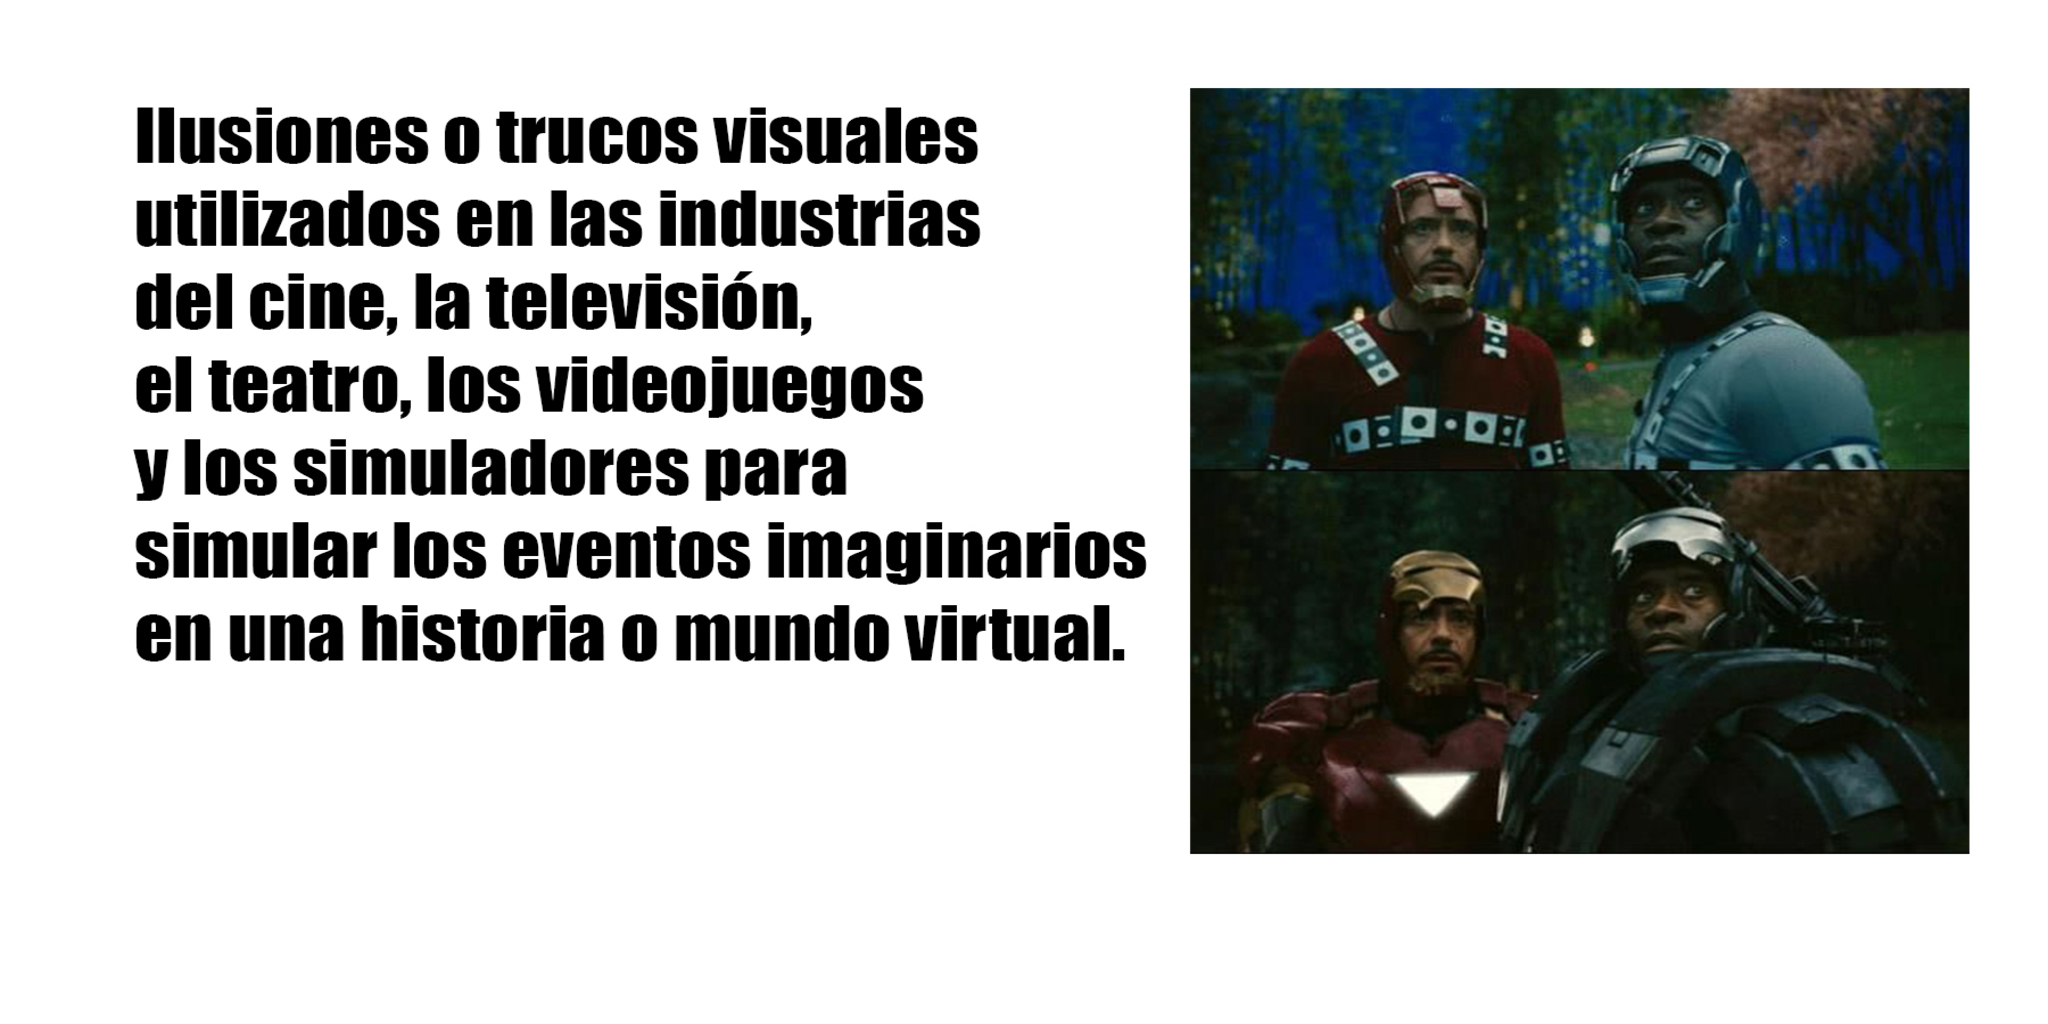 Ilusiones o trucos visuales
utilizados en las industrias
del cine, la televisión,
el teatro, los videojuegos
y los simuladores para
simular los eventos imaginarios
en una historia o mundo virtual.